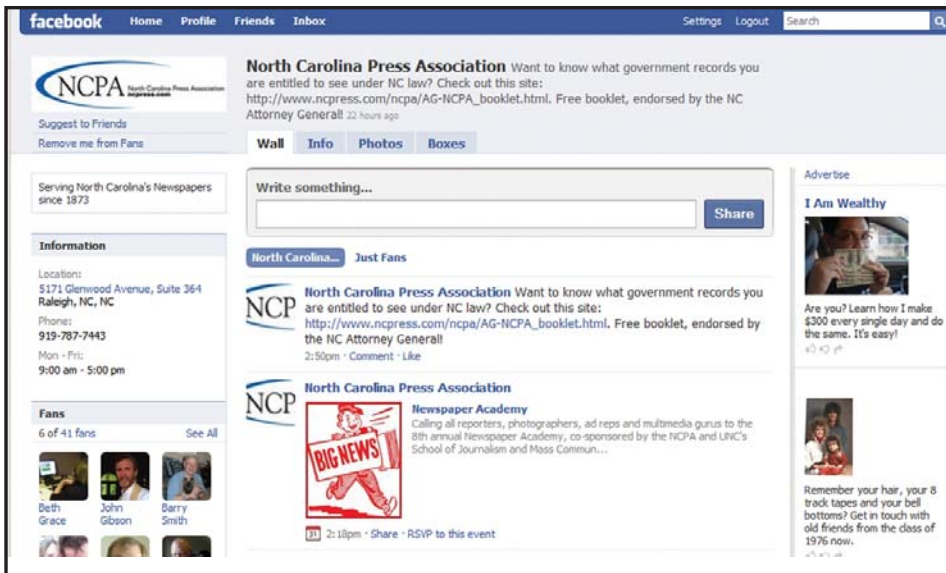 facebook Home Profile Friends Inbox Settings Logout Search
NCPA North Carolina Press Association
ncpress.com
Suggest to Friends
Remove me from Fans
North Carolina Press Association Want to know what government records you
are entitled to see under NC law? Check out this site:
http://www.ncpress.com/ncpa/AG-NCPA_booklet.html. Free booklet, endorsed by the NC
Attorney General! 22 hours ago
Wall Info Photos Boxes
Serving North Carolina's Newspapers
since 1873
Information
Location:
5171 Glenwood Avenue, Suite 364
Raleigh, NC, NC
Phone:
919-787-7443
Mon - Fri:
9:00 am - 5:00 pm
Fans
6 of 41 fans See All
Beth
Grace
John
Gibson
Barry
Smith
Write something...
Share
North Carolina... Just Fans
NCP
North Carolina Press Association Want to know what government records you
are entitled to see under NC law? Check out this site:
http://www.ncpress.com/ncpa/AG-NCPA_booklet.html. Free booklet, endorsed by
the NC Attorney General!
2:50pm · Comment · Like
NCP
North Carolina Press Association
BIG NEWS
Newspaper Academy
Calling all reporters, photographers, ad reps and multimedia gurus to the
8th annual Newspaper Academy, co-sponsored by the NCPA and UNC's
School of Journalism and Mass Commun...
31 2:18pm · Share · RSVP to this event
Advertise
I Am Wealthy
Are you? Learn how I make
$300 every single day and do
the same. It's easy!
Remember your hair, your 8
track tapes and your bell
bottoms? Get in touch with
old friends from the class of
1976 now.